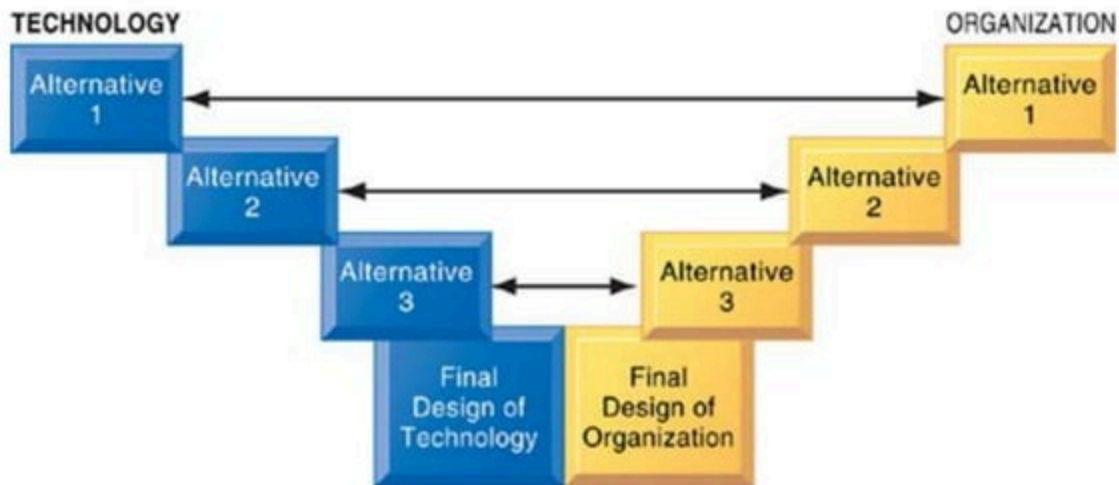 TECHNOLOGY
ORGANIZATION
Alternative
1
Alternative
1
Alternative
2
Alternative
2
Alternative
3
Alternative
3
Final
Design of
Technology
Final
Design of
Organization